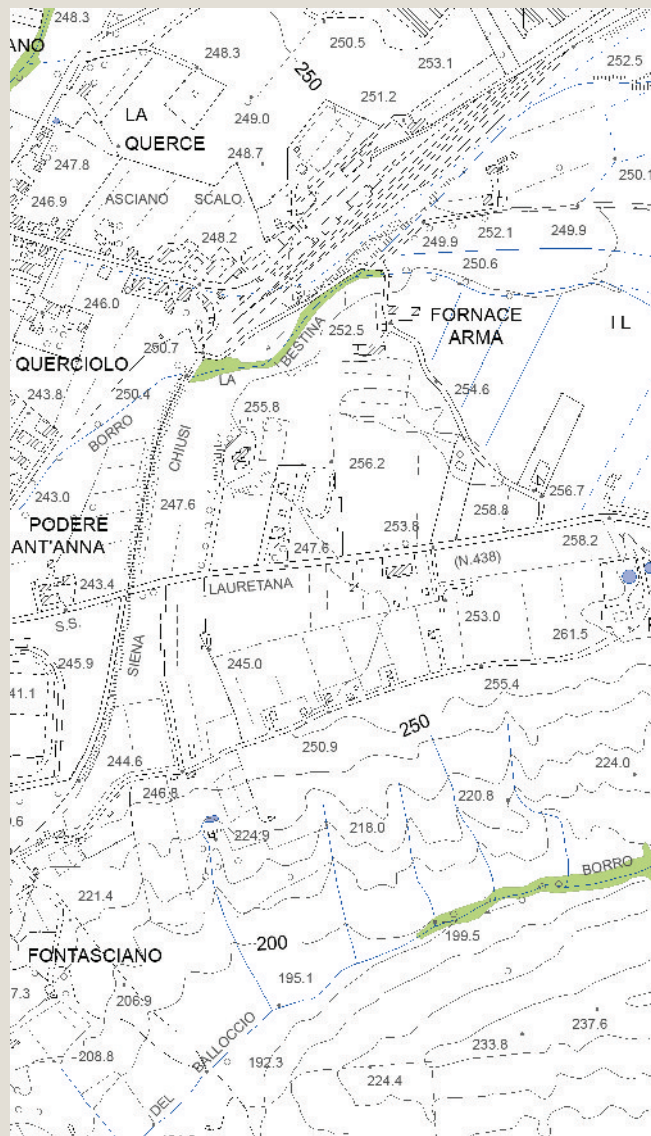 248.3
250.5
ANO
248.3
253.1
252.5
250
251.2
LA
QUERCE
249.0
248.7
247.8
250.1
246.9
ASCIANO SCALO
248.2
249.9
252.1
249.9
250.6
246.0
252.5
FORNACE
ARMA
IL
250.7
BESTINA
QUERCIOLO
LA
243.8
250.4
254.6
255.8
BORRO
CHIUSI
256.2
243.0
247.6
258.8
256.7
PODERE
ANT'ANNA
253.8
247.6
(N.438)
258.2
243.4
LAURETANA
S.S.
253.0
261.5
SIENA
245.9
245.0
41.1
255.4
250
250.9
244.6
224.0
246.8
220.8
218.0
224.9
BORRO
221.4
199.5
200
FONTASCIANO
195.1
7.3
206.9
237.6
BALLOCCIO
233.8
208.8
192.3
224.4
DEL